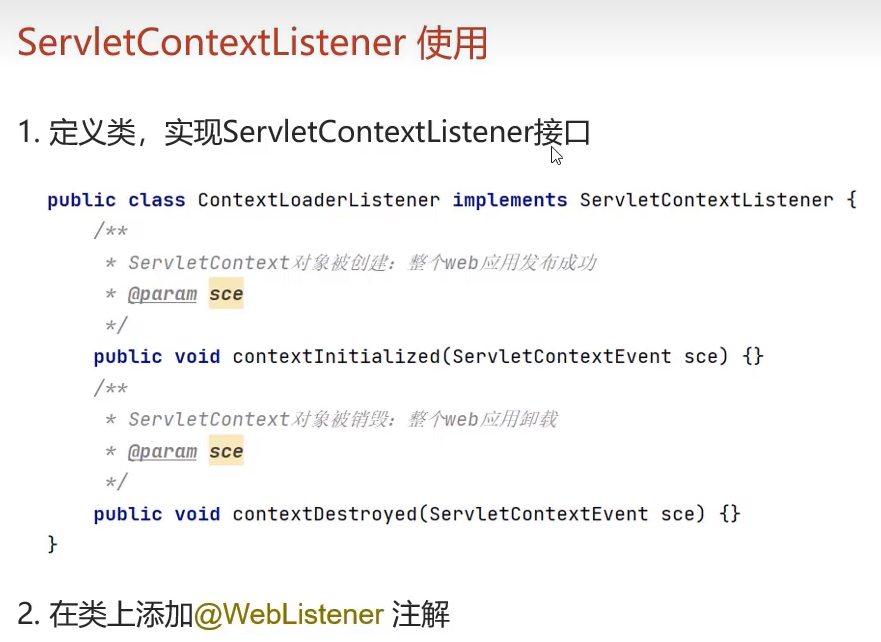 ServletContextListener 使用
1. 定义类，实现ServletContextListener接口
public class ContextLoaderListener implements ServletContextListener {
/**
* ServletContext对象被创建：整个web应用发布成功
* @param sce
*/
public void contextInitialized(ServletContextEvent sce) {}
/**
* ServletContext对象被销毁：整个web应用卸载
* @param sce
*/
public void contextDestroyed(ServletContextEvent sce) {}
}
2. 在类上添加@WebListener 注解